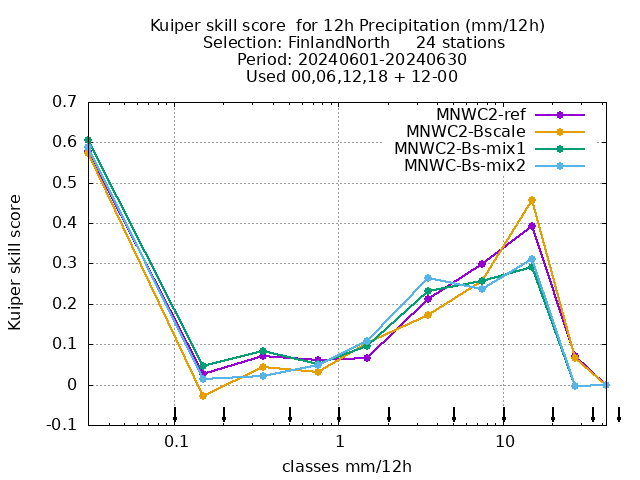 Kuiper skill score  for 12h Precipitation (mm/12h)
Selection: FinlandNorth     24 stations
Period: 20240601-20240630
Used 00,06,12,18 + 12-00
MNWC2-ref
MNWC2-Bscale
MNWC2-Bs-mix1
MNWC-Bs-mix2
Kuiper skill score
0.7
0.6
0.5
0.4
0.3
0.2
0.1
0
-0.1
0.1 1 10
classes mm/12h